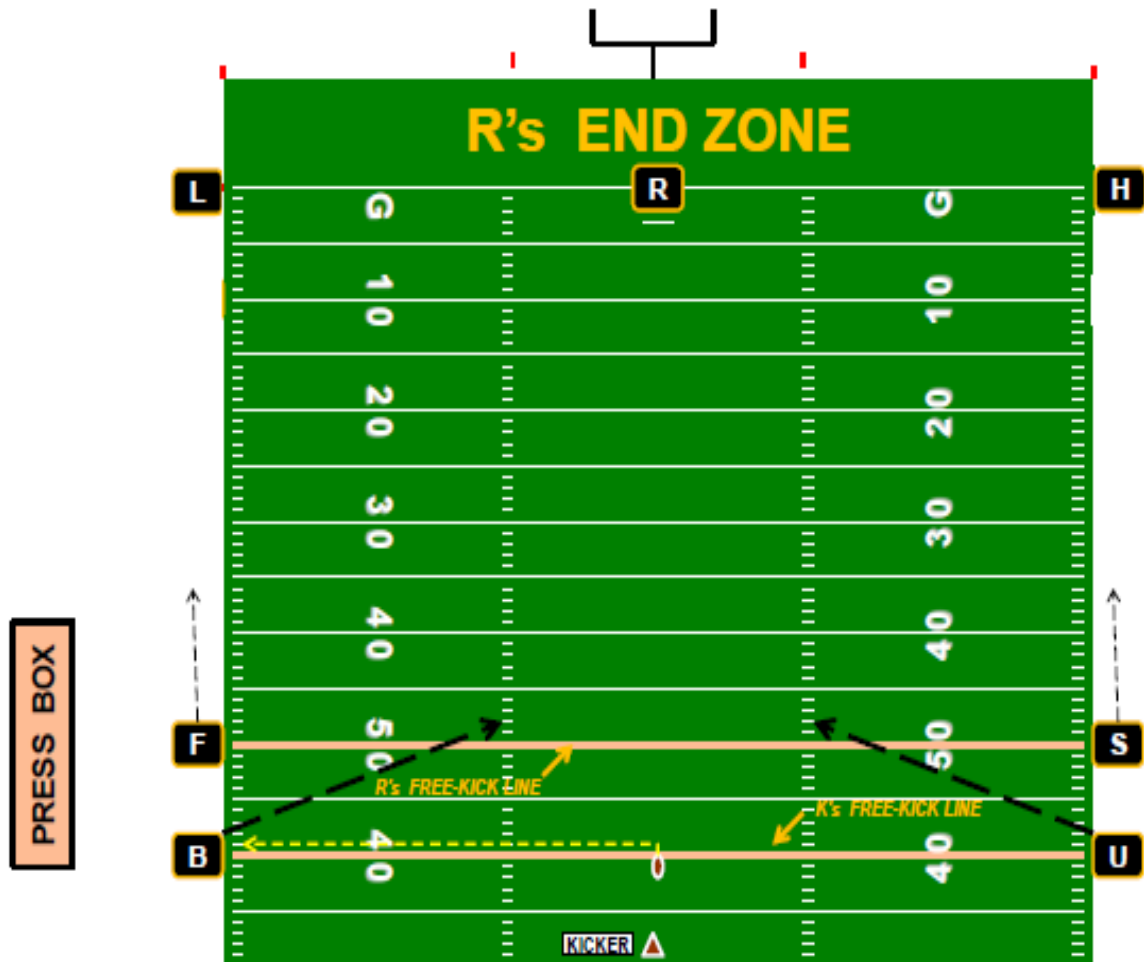 R's END ZONE
L
R
H
G
G
10
10
20
20
30
30
40
40
PRESS BOX
F
50
50
S
R's FREE-KICK LINE
K's FREE-KICK LINE
B
40
40
U
KICKER